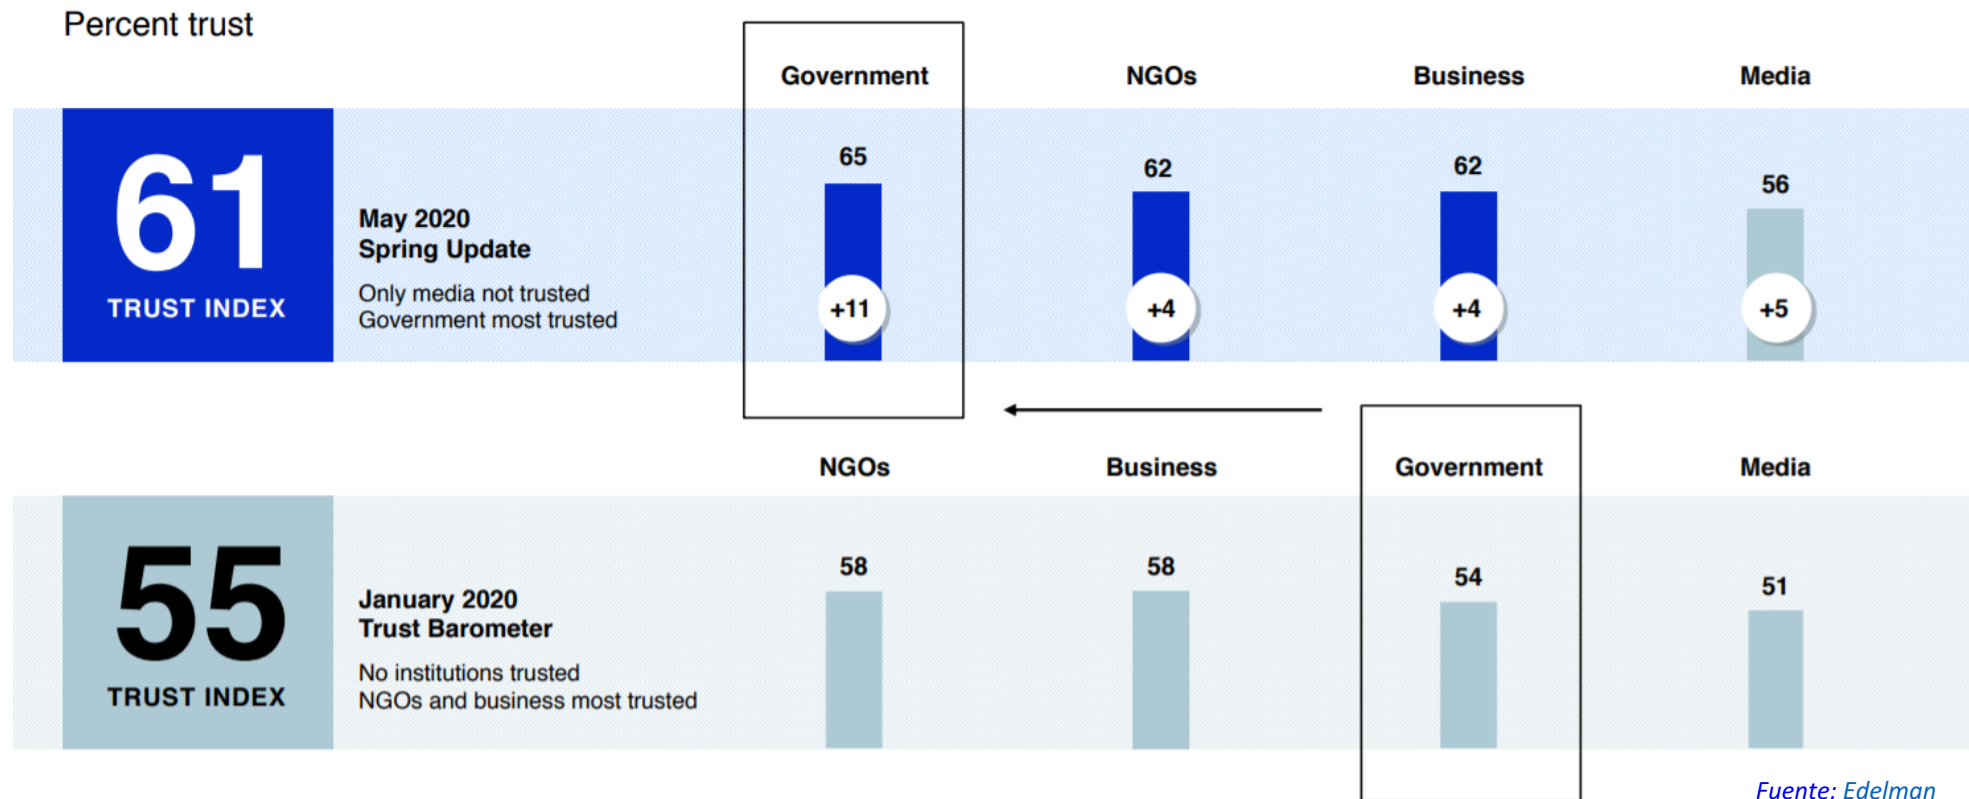 Percent trust
Government NGOs Business Media
61
TRUST INDEX
May 2020
Spring Update
Only media not trusted
Government most trusted
65 62 62 56
+11 +4 +4 +5
NGOs Business Government Media
55
TRUST INDEX
January 2020
Trust Barometer
No institutions trusted
NGOs and business most trusted
58 58 54 51
Fuente: Edelman